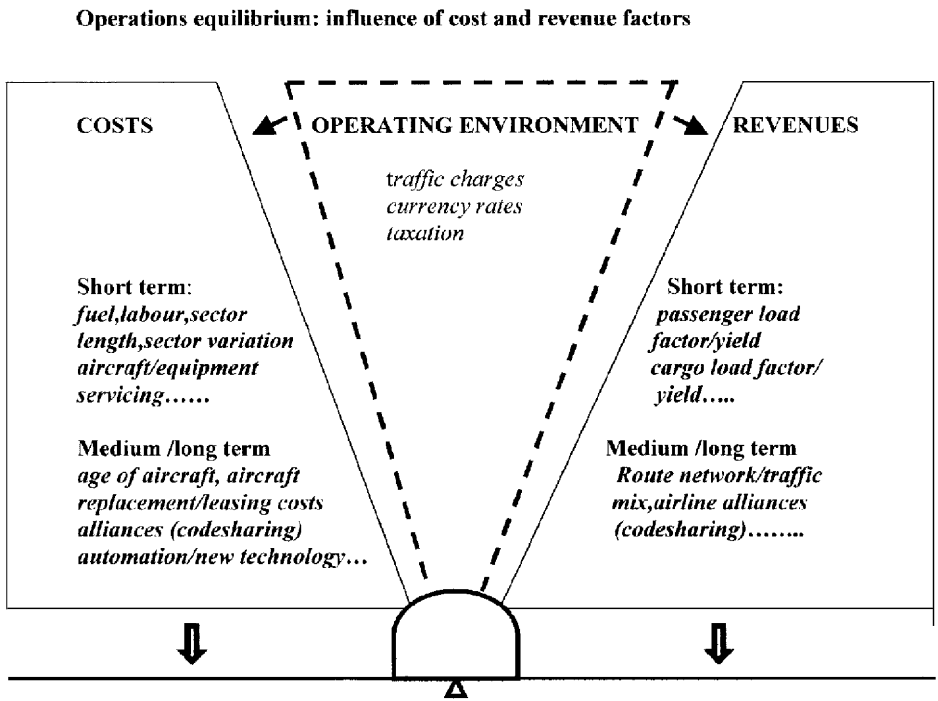 Operations equilibrium: influence of cost and revenue factors
COSTS
OPERATING ENVIRONMENT
REVENUES
traffic charges
currency rates
taxation
Short term:
fuel,labour,sector
length,sector variation
aircraft/equipment
servicing……
Medium /long term
age of aircraft, aircraft
replacement/leasing costs
alliances (codesharing)
automation/new technology…
Short term:
passenger load
factor/yield
cargo load factor/
yield…..
Medium /long term
Route network/traffic
mix,airline alliances
(codesharing)……..